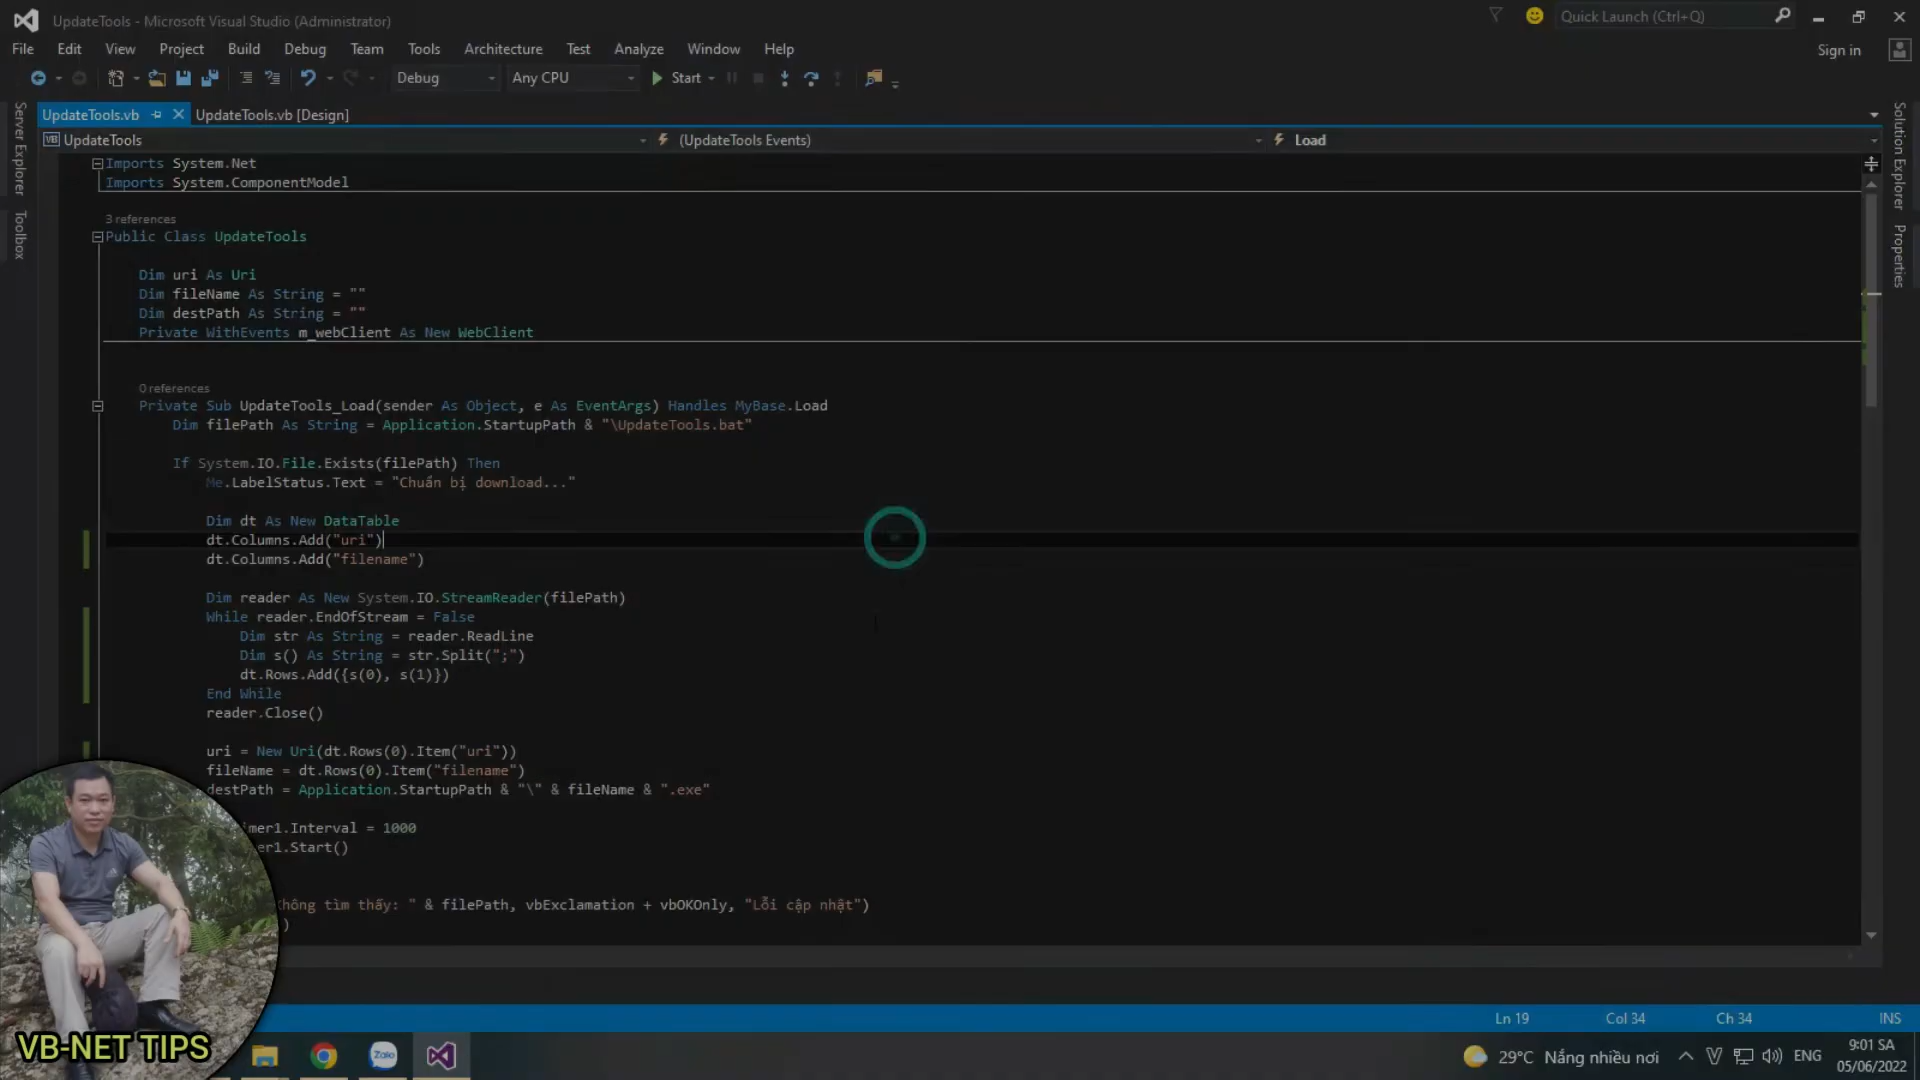 UpdateTools - Microsoft Visual Studio (Administrator)
Quick Launch (Ctrl+Q)
File Edit View Project Build Debug Team Tools Architecture Test Analyze Window Help
Sign in
Debug Any CPU Start
UpdateTools.vb UpdateTools.vb [Design]
VB UpdateTools (UpdateTools Events) Load
Server Explorer
Toolbox
Solution Explorer
Properties
Imports System.Net
Imports System.ComponentModel
3 references
Public Class UpdateTools
Dim uri As Uri
Dim fileName As String = ""
Dim destPath As String = ""
Private WithEvents m_webClient As New WebClient
0 references
Private Sub UpdateTools_Load(sender As Object, e As EventArgs) Handles MyBase.Load
Dim filePath As String = Application.StartupPath & "\UpdateTools.bat"
If System.IO.File.Exists(filePath) Then
Me.LabelStatus.Text = "Chuẩn bị download..."
Dim dt As New DataTable
dt.Columns.Add("uri")
dt.Columns.Add("filename")
Dim reader As New System.IO.StreamReader(filePath)
While reader.EndOfStream = False
Dim str As String = reader.ReadLine
Dim s() As String = str.Split(";")
dt.Rows.Add({s(0), s(1)})
End While
reader.Close()
uri = New Uri(dt.Rows(0).Item("uri"))
fileName = dt.Rows(0).Item("filename")
destPath = Application.StartupPath & "\" & fileName & ".exe"
imer1.Interval = 1000
er1.Start()
hông tìm thấy: " & filePath, vbExclamation + vbOKOnly, "Lỗi cập nhật")
)
Ln 19 Col 34 Ch 34 INS
VB-NET TIPS
Zalo
29°C Nắng nhiều nơi
ENG
9:01 SA
05/06/2022